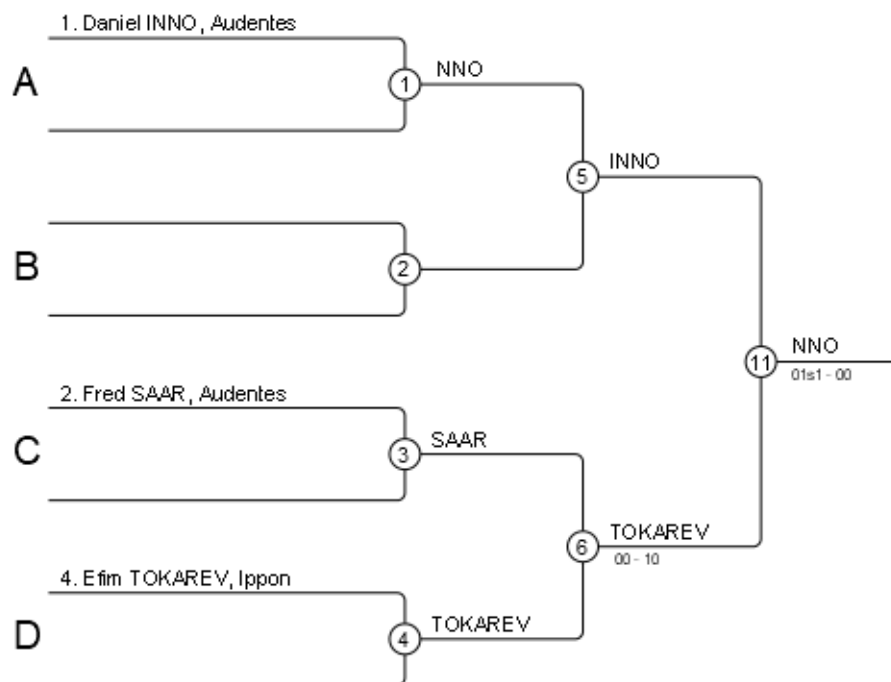 1. Daniel INNO, Audentes
A
1
NNO
5
INNO
B
2
11
NNO
01s1 - 00
2. Fred SAAR, Audentes
C
3
SAAR
6
TOKAREV
00 - 10
4. Efim TOKAREV, Ippon
D
4
TOKAREV